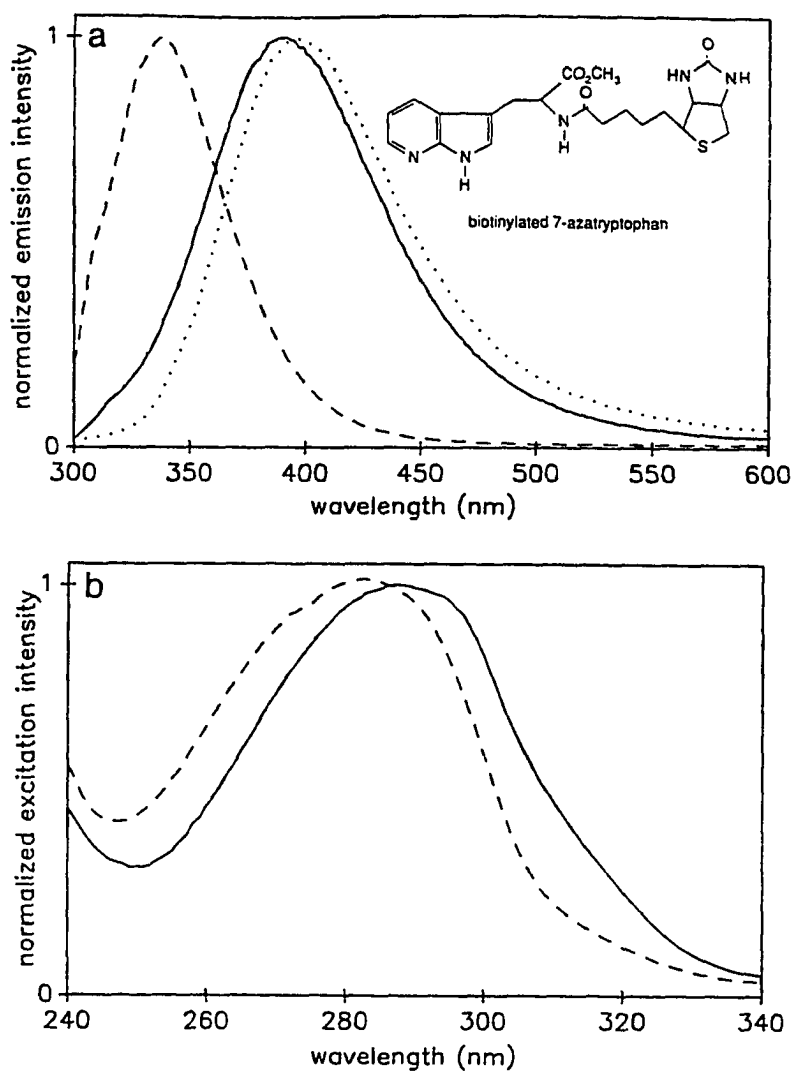 a
1
0
normalized emission intensity
300 350 400 450 500 550 600
wavelength (nm)
O
HN NH
S
CO₂CH₃
O
N
H
N N
H
biotinylated 7-azatryptophan
b
1
0
normalized excitation intensity
240 260 280 300 320 340
wavelength (nm)